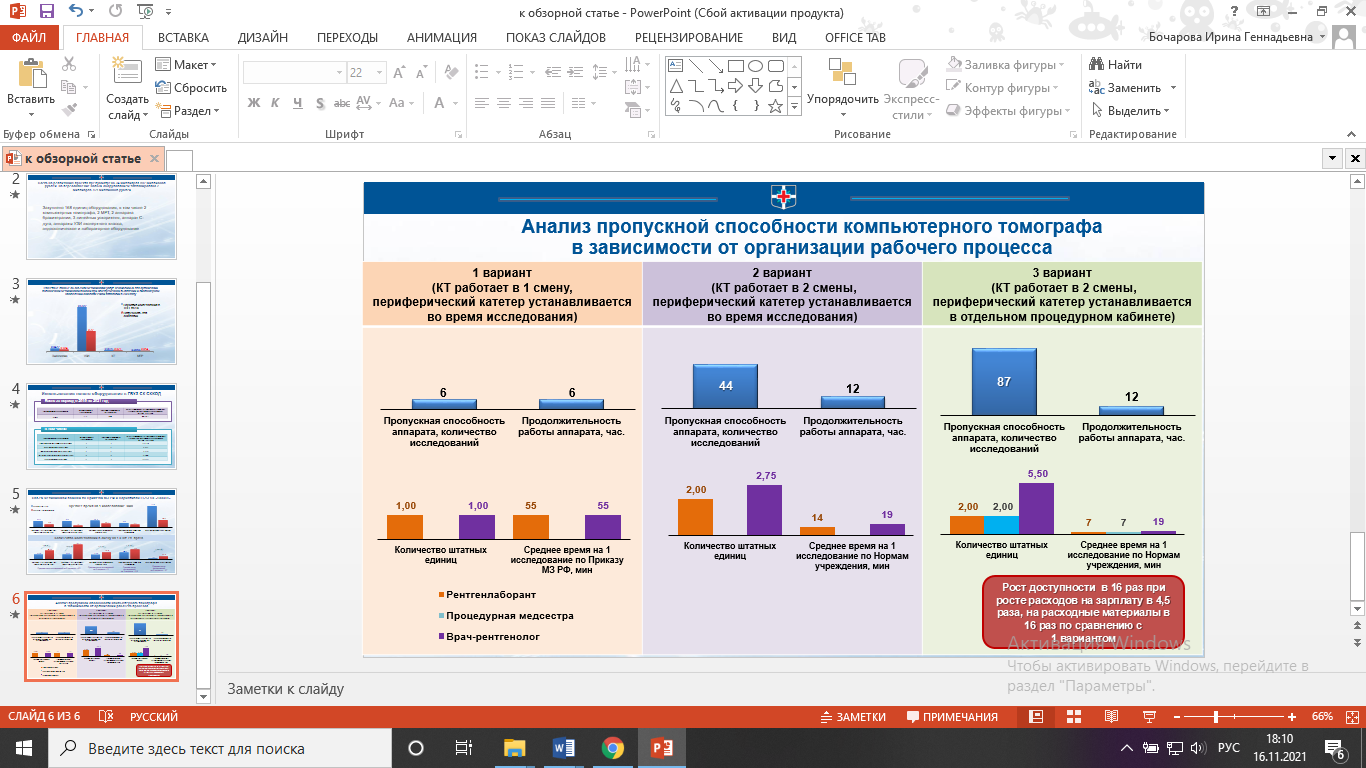 к обзорной статье - PowerPoint (Сбой активации продукта)
ФАЙЛ ГЛАВНАЯ ВСТАВКА ДИЗАЙН ПЕРЕХОДЫ АНИМАЦИЯ ПОКАЗ СЛАЙДОВ РЕЦЕНЗИРОВАНИЕ ВИД OFFICE TAB Бочарова Ирина Геннадьевна
Вставить
Создать слайд
Макет
Сбросить
Раздел
22
Ж К Ч S abc AV Aa A
Упорядочить
Экспресс-стили
Заливка фигуры
Контур фигуры
Эффекты фигуры
Найти
Заменить
Выделить
Буфер обмена Слайды Шрифт Абзац Рисование Редактирование
к обзорной статье
2
3
4
5
6
Анализ пропускной способности компьютерного томографа
в зависимости от организации рабочего процесса
1 вариант
(КТ работает в 1 смену,
периферический катетер устанавливается
во время исследования)
2 вариант
(КТ работает в 2 смены,
периферический катетер устанавливается
во время исследования)
3 вариант
(КТ работает в 2 смены,
периферический катетер устанавливается
в отдельном процедурном кабинете)
6 6
Пропускная способность аппарата, количество исследований
Продолжительность работы аппарата, час.
44 12
Пропускная способность аппарата, количество исследований
Продолжительность работы аппарата, час.
87 12
Пропускная способность аппарата, количество исследований
Продолжительность работы аппарата, час.
1,00 1,00 55 55
Количество штатных единиц
Среднее время на 1 исследование по Приказу МЗ РФ, мин
2,00 2,75 14 19
Количество штатных единиц
Среднее время на 1 исследование по Нормам учреждения, мин
2,00 2,00 5,50 7 7 19
Количество штатных единиц
Среднее время на 1 исследование по Нормам учреждения, мин
Рентгенлаборант
Процедурная медсестра
Врач-рентгенолог
Рост доступности в 16 раз при
росте расходов на зарплату в 4,5
раза, на расходные материалы в
16 раз по сравнению с
1 вариантом
Активация Windows
Чтобы активировать Windows, перейдите в
раздел "Параметры".
Заметки к слайду
СЛАЙД 6 ИЗ 6 РУССКИЙ ЗАМЕТКИ ПРИМЕЧАНИЯ 66%
Введите здесь текст для поиска
РУС
18:10
16.11.2021
6